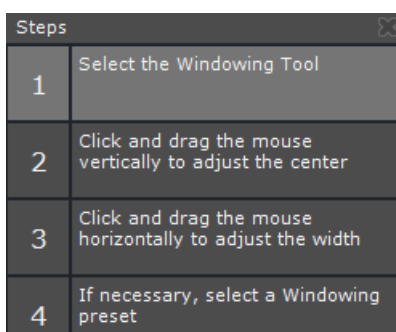 Steps
1
Select the Windowing Tool
2
Click and drag the mouse
vertically to adjust the center
3
Click and drag the mouse
horizontally to adjust the width
4
If necessary, select a Windowing
preset